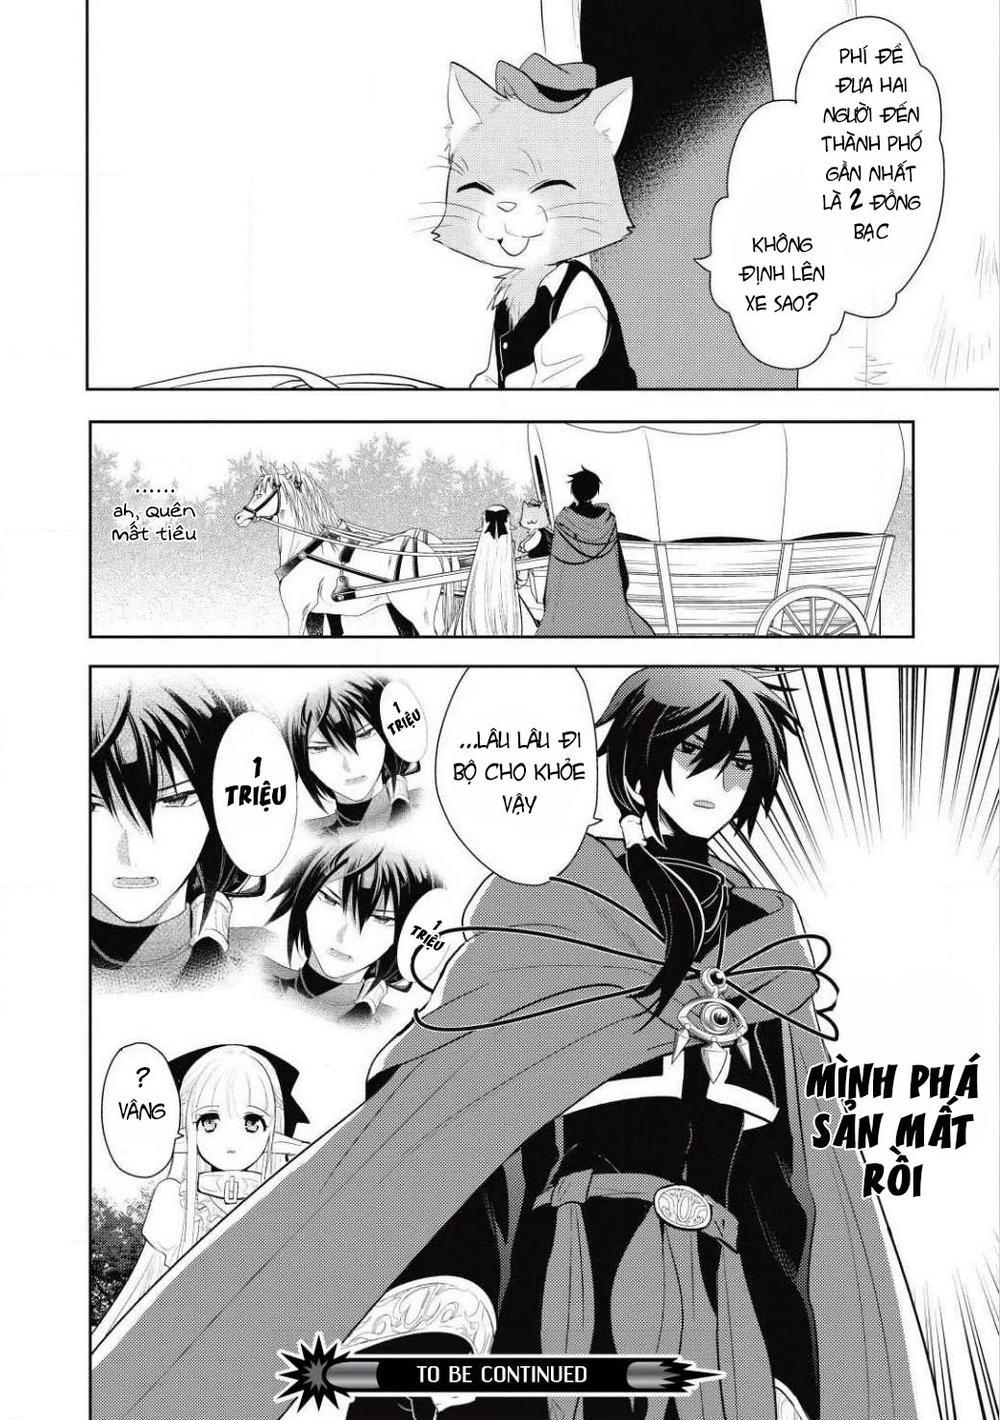 PHÍ ĐỂ
ĐƯA HAI
NGƯỜI ĐẾN
THÀNH PHỐ
GẦN NHẤT
LÀ 2 ĐỒNG
BẠC
KHÔNG
ĐỊNH LÊN
XE SAO?
......
ah, quên
mất tiêu
...LÂU LÂU ĐI
BỘ CHO KHỎE
VẬY
1
TRIỆU
1
TRIỆU
1
TRIỆU
MÌNH PHÁ
SẢN MẤT
RỒI
?
VÂNG
TO BE CONTINUED